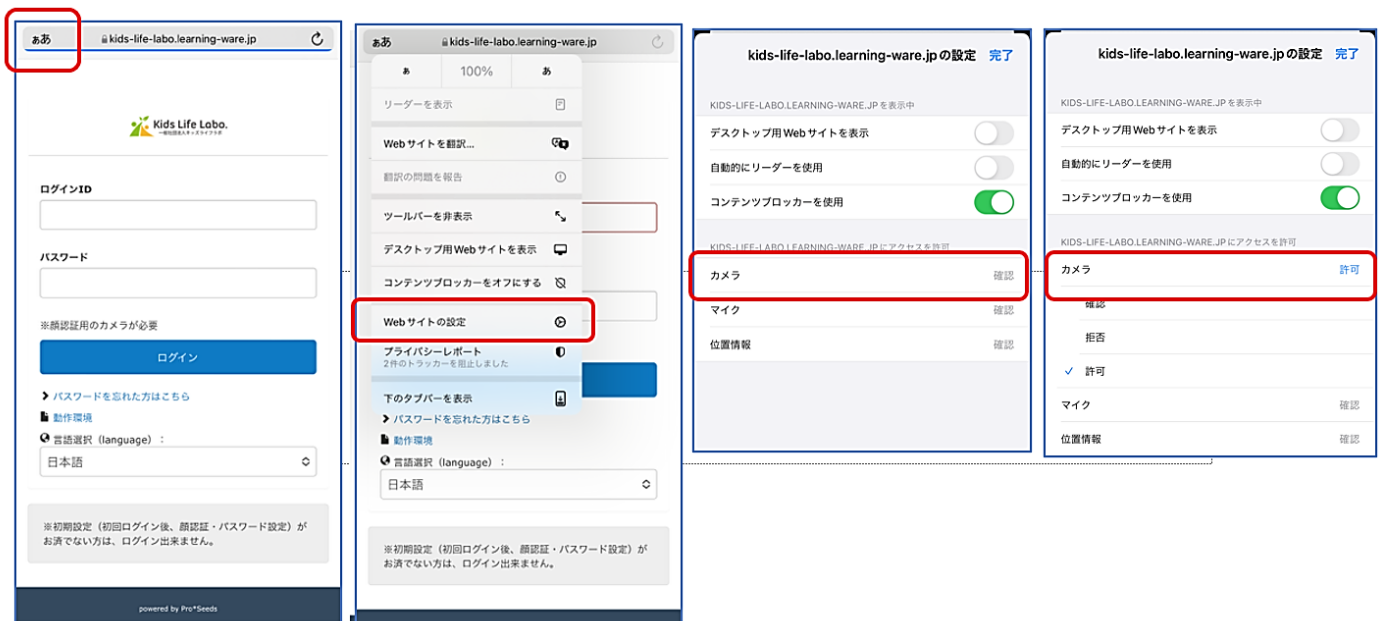 ぁあ
kids-life-labo.learning-ware.jp
Kids Life Labo.
一般社団法人キッズライフラボ
ログインID
パスワード
※顔認証用のカメラが必要
ログイン
パスワードを忘れた方はこちら
動作環境
言語選択（language）：
日本語
※初期設定（初回ログイン後、顔認証・パスワード設定）が
お済でない方は、ログイン出来ません。
powered by Pro*Seeds
ぁあ
kids-life-labo.learning-ware.jp
あ 100% あ
リーダーを表示
Webサイトを翻訳...
翻訳の問題を報告
ツールバーを非表示
デスクトップ用Webサイトを表示
コンテンツブロッカーをオフにする
Webサイトの設定
プライバシーレポート
2件のトラッカーを阻止しました
下のタブバーを表示
パスワードを忘れた方はこちら
動作環境
言語選択（language）：
日本語
※初期設定（初回ログイン後、顔認証・パスワード設定）が
お済でない方は、ログイン出来ません。
kids-life-labo.learning-ware.jpの設定 完了
KIDS-LIFE-LABO.LEARNING-WARE.JPを表示中
デスクトップ用Webサイトを表示
自動的にリーダーを使用
コンテンツブロッカーを使用
KIDS-LIFE-LABO.LEARNING-WARE.JPにアクセスを許可
カメラ 確認
マイク 確認
位置情報 確認
kids-life-labo.learning-ware.jpの設定 完了
KIDS-LIFE-LABO.LEARNING-WARE.JPを表示中
デスクトップ用Webサイトを表示
自動的にリーダーを使用
コンテンツブロッカーを使用
KIDS-LIFE-LABO.LEARNING-WARE.JPにアクセスを許可
カメラ 許可
確認
拒否
✓ 許可
マイク 確認
位置情報 確認